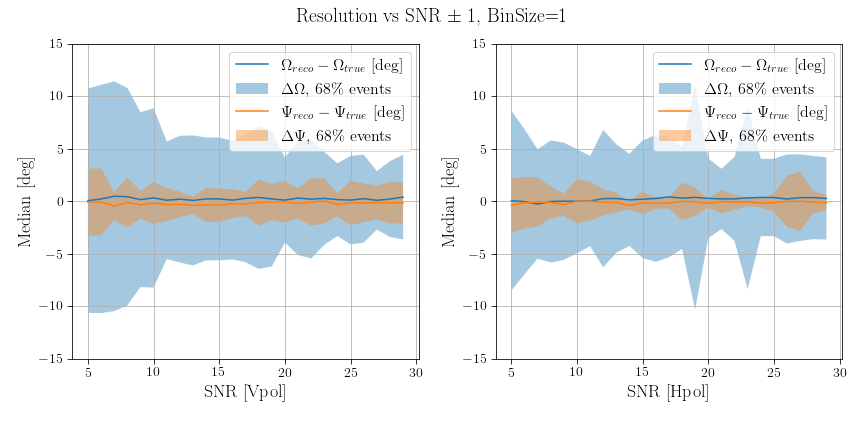 Resolution vs SNR ± 1, BinSize=1
15
10
5
0
−5
−10
−15
Median [deg]
5
10
15
20
25
30
SNR [Vpol]
Ω_reco − Ω_true [deg]
ΔΩ, 68% events
Ψ_reco − Ψ_true [deg]
ΔΨ, 68% events
15
10
5
0
−5
−10
−15
Median [deg]
5
10
15
20
25
30
SNR [Hpol]
Ω_reco − Ω_true [deg]
ΔΩ, 68% events
Ψ_reco − Ψ_true [deg]
ΔΨ, 68% events